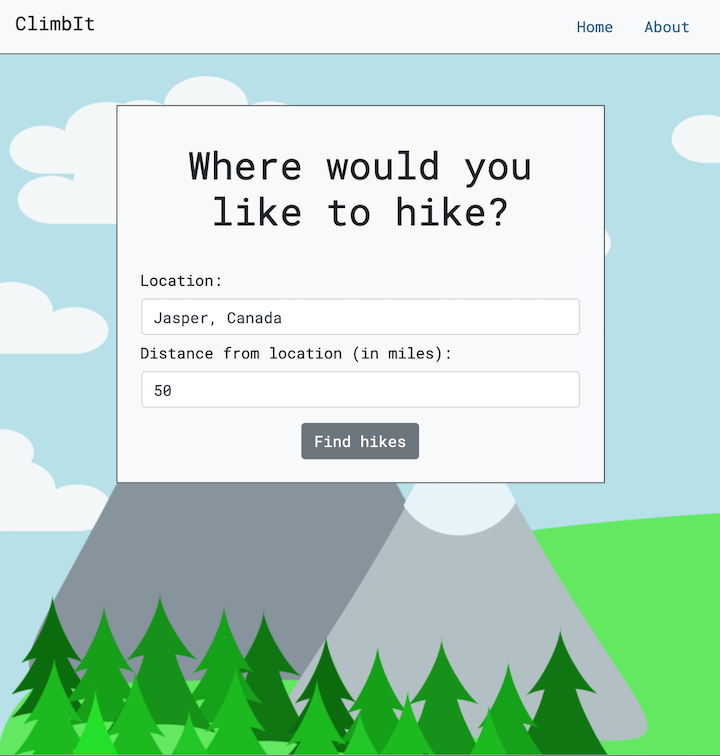 ClimbIt
Home About
Where would you
like to hike?
Location:
Jasper, Canada
Distance from location (in miles):
50
Find hikes